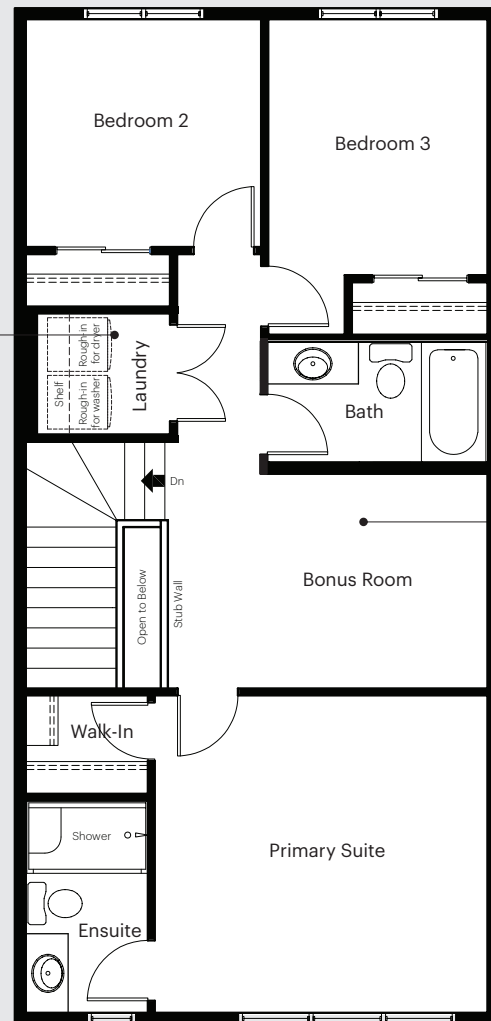 Bedroom 2
Bedroom 3
Rough-in
for dryer
Shelf
Rough-in
for washer
Laundry
Bath
Dn
Open to Below
Stub Wall
Bonus Room
Walk-In
Shower
Primary Suite
Ensuite